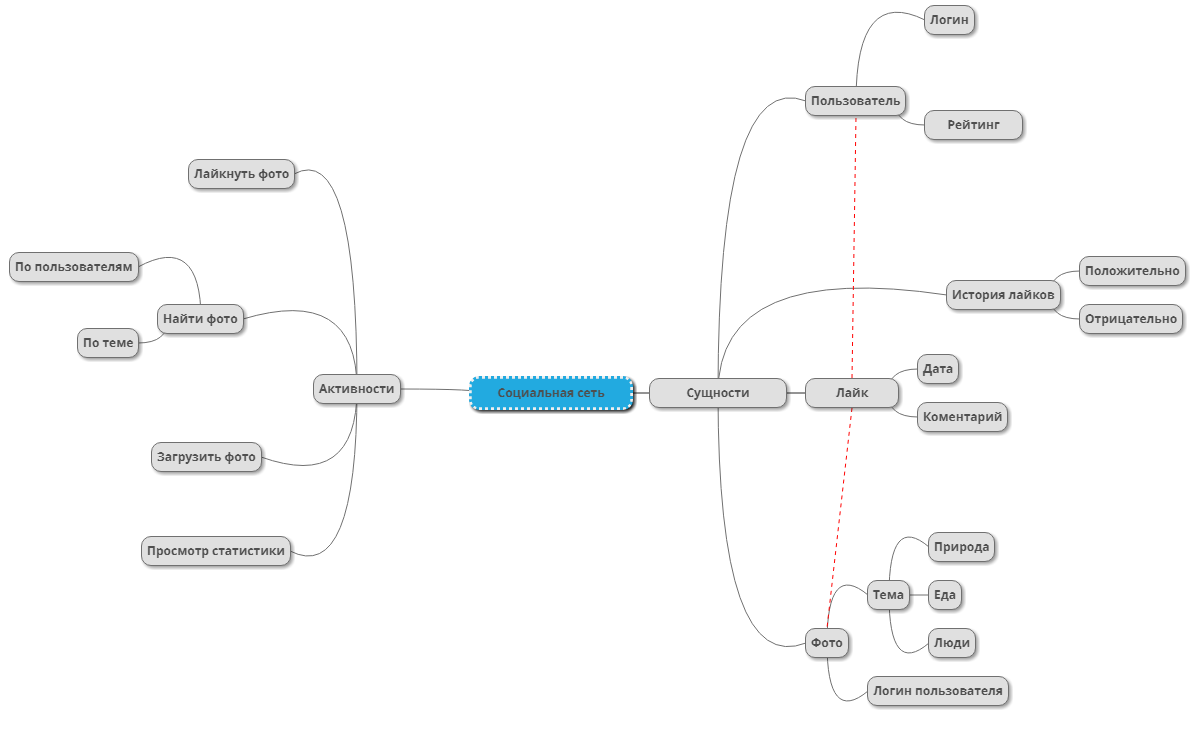 Логин
Пользователь
Рейтинг
Лайкнуть фото
По пользователям
Найти фото
По теме
История лайков
Положительно
Отрицательно
Активности
Социальная сеть
Сущности
Лайк
Дата
Коментарий
Загрузить фото
Просмотр статистики
Природа
Тема
Еда
Люди
Фото
Логин пользователя